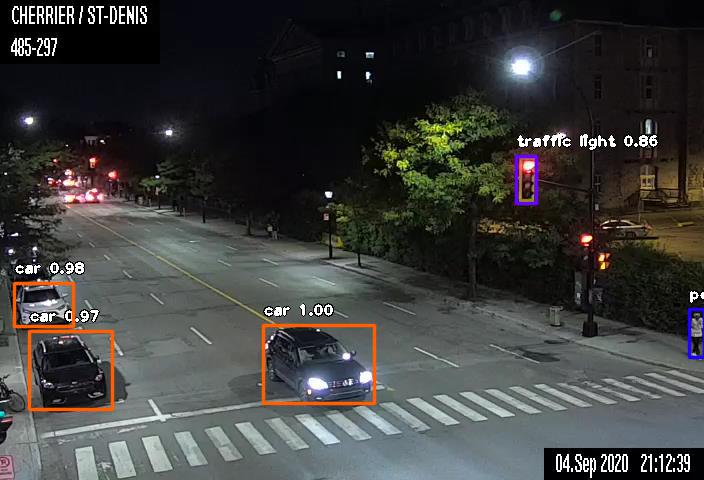 CHERRIER / ST-DENIS
485-297
traffic light 0.86
car 0.98
car 0.97
car 1.00
pe
04.Sep 2020 21:12:39